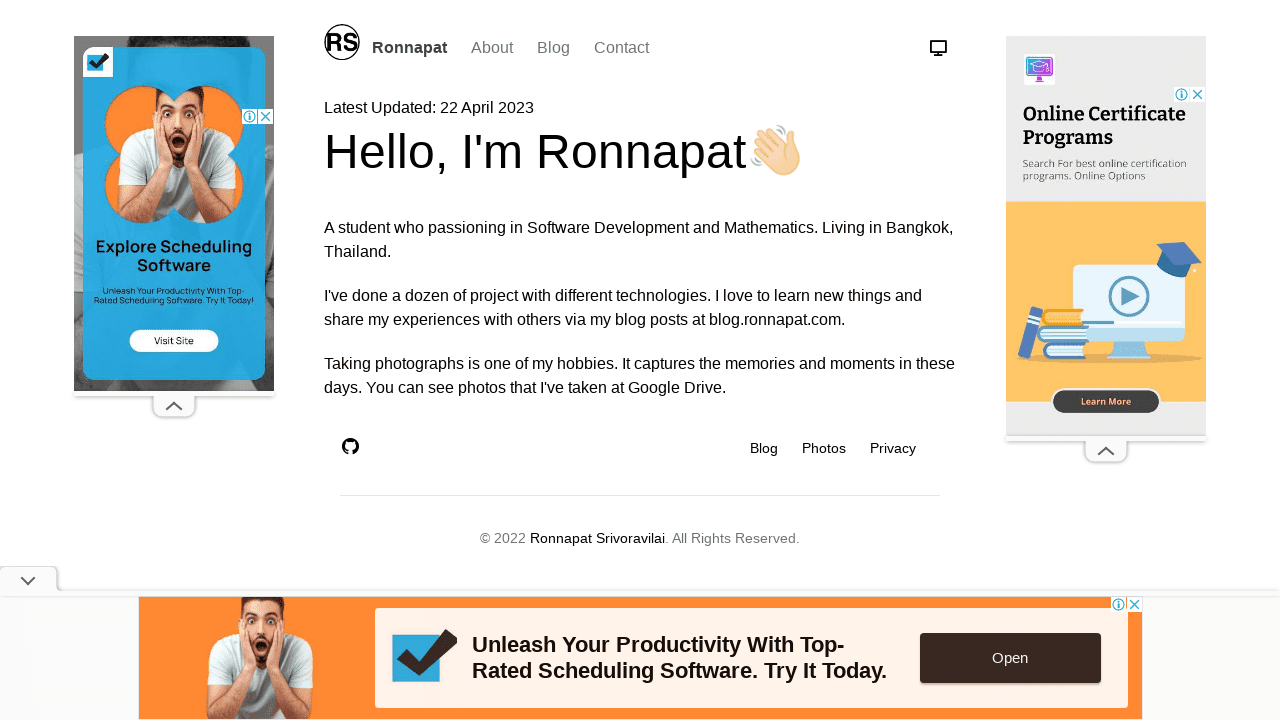 RS
Ronnapat About Blog Contact
Latest Updated: 22 April 2023
Hello, I'm Ronnapat👋🏼
A student who passioning in Software Development and Mathematics. Living in Bangkok,
Thailand.
I've done a dozen of project with different technologies. I love to learn new things and
share my experiences with others via my blog posts at blog.ronnapat.com.
Taking photographs is one of my hobbies. It captures the memories and moments in these
days. You can see photos that I've taken at Google Drive.
Blog Photos Privacy
© 2022 Ronnapat Srivoravilai. All Rights Reserved.
Explore Scheduling
Software
Unleash Your Productivity With Top-
Rated Scheduling Software. Try It Today!
Visit Site
Online Certificate
Programs
Search For best online certification
programs. Online Options
Learn More
Unleash Your Productivity With Top-
Rated Scheduling Software. Try It Today.
Open